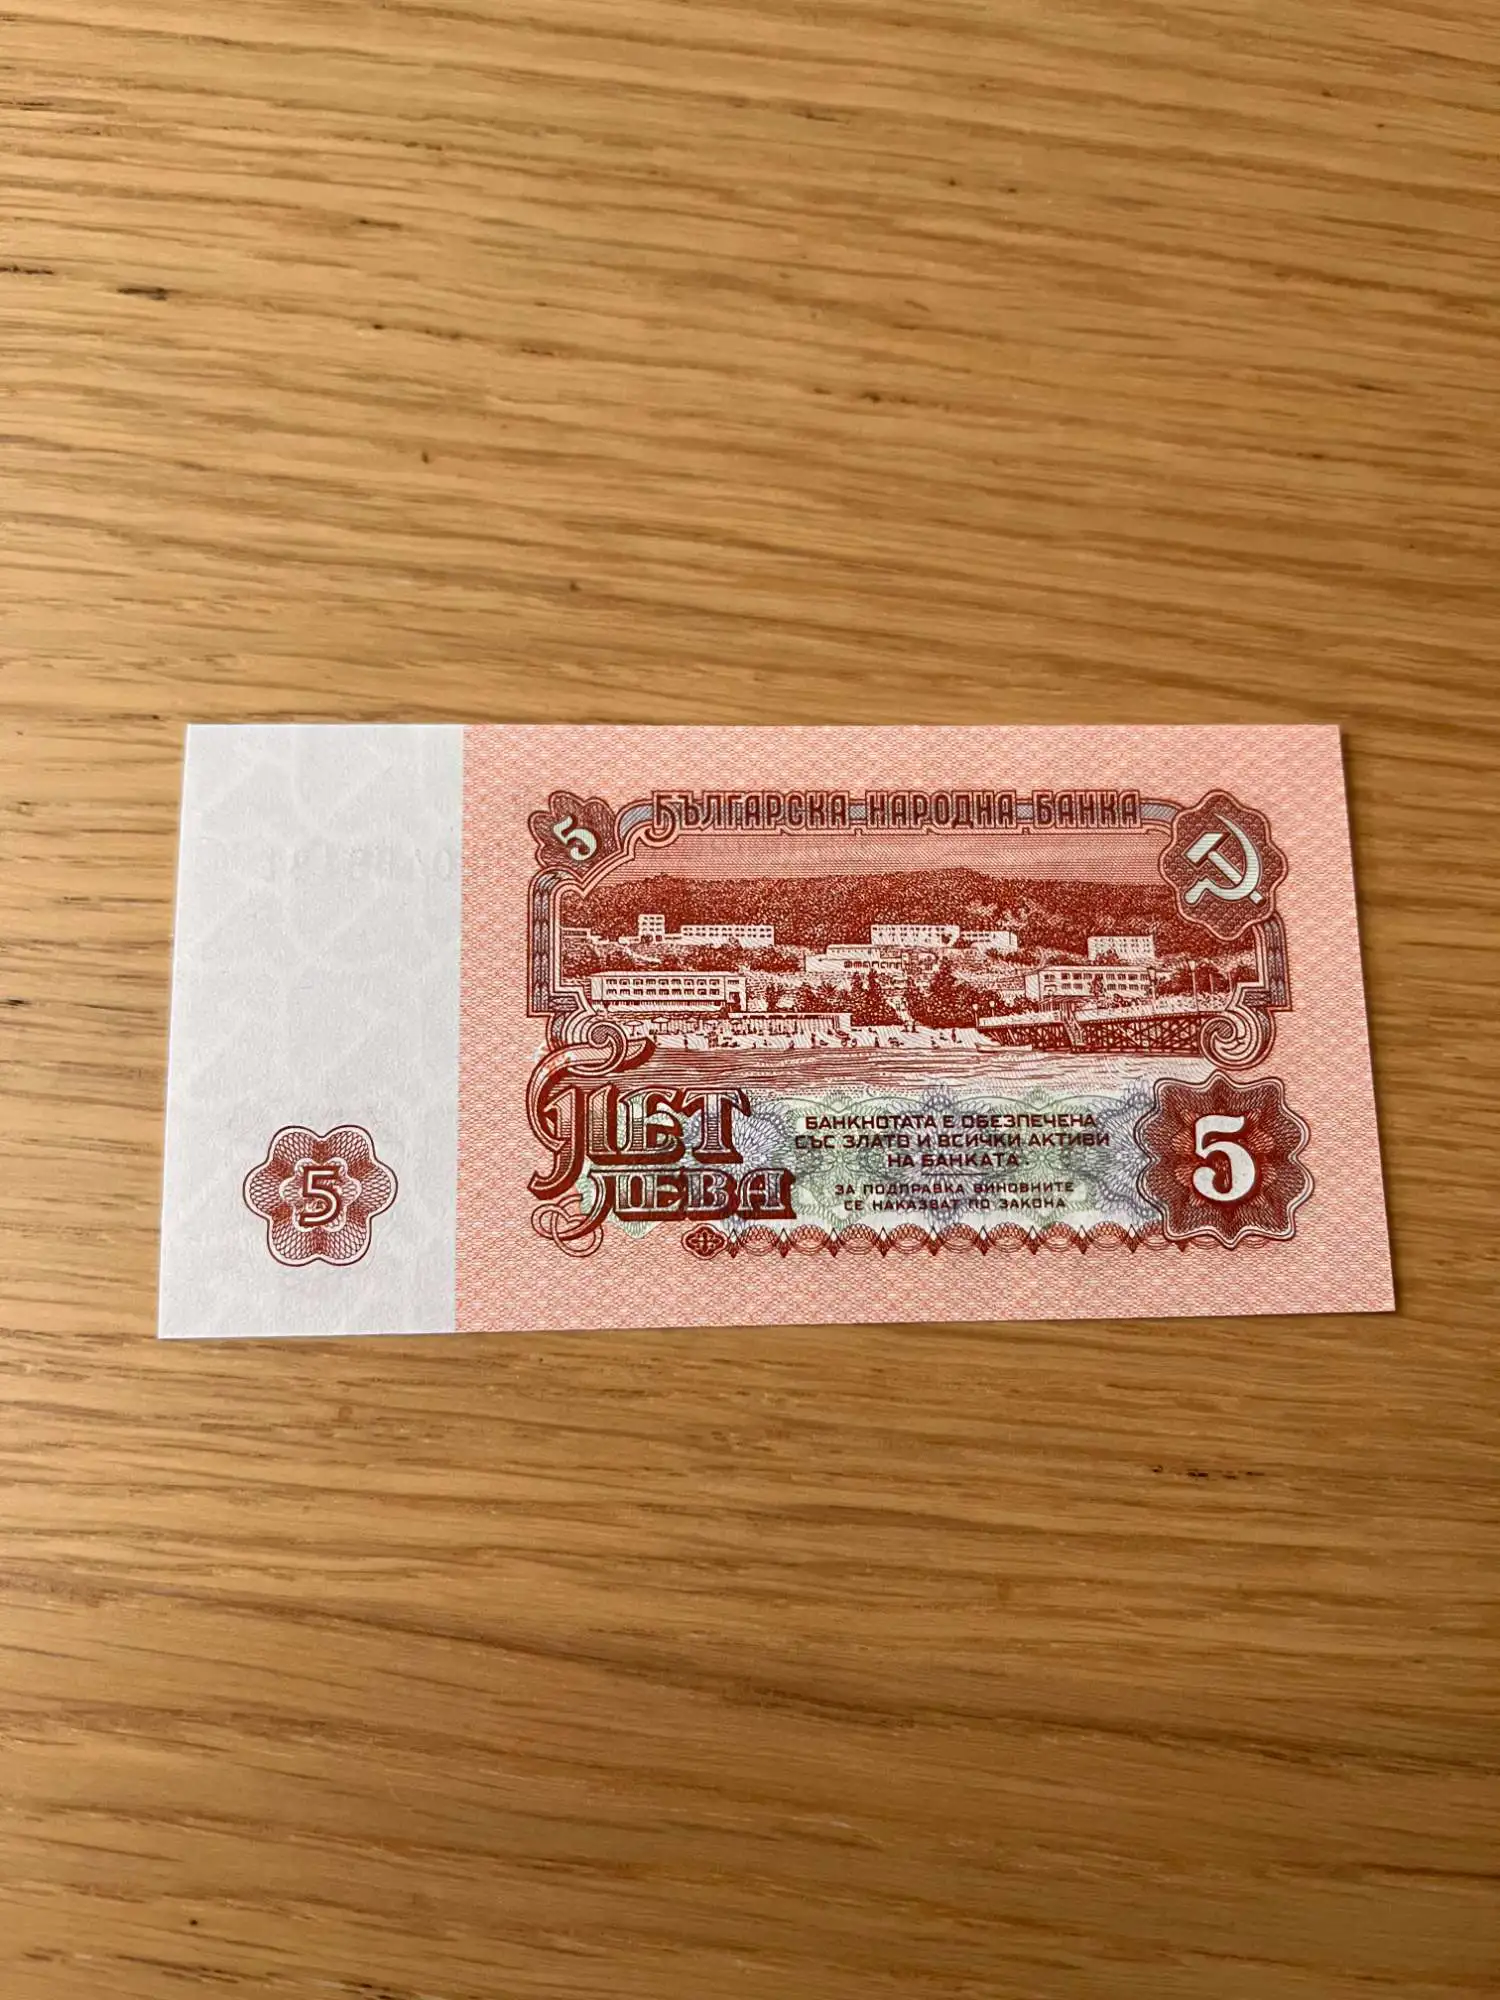 5
БЪЛГАРСКА НАРОДНА БАНКА
ПЕТ
ЛЕВА
БАНКНОТАТА Е ОБЕЗПЕЧЕНА
СЪС ЗЛАТО И ВСИЧКИ АКТИВИ
НА БАНКАТА.
ЗА ПОДПРАВКА ВИНОВНИТЕ
СЕ НАКАЗВАТ ПО ЗАКОНА
5
5